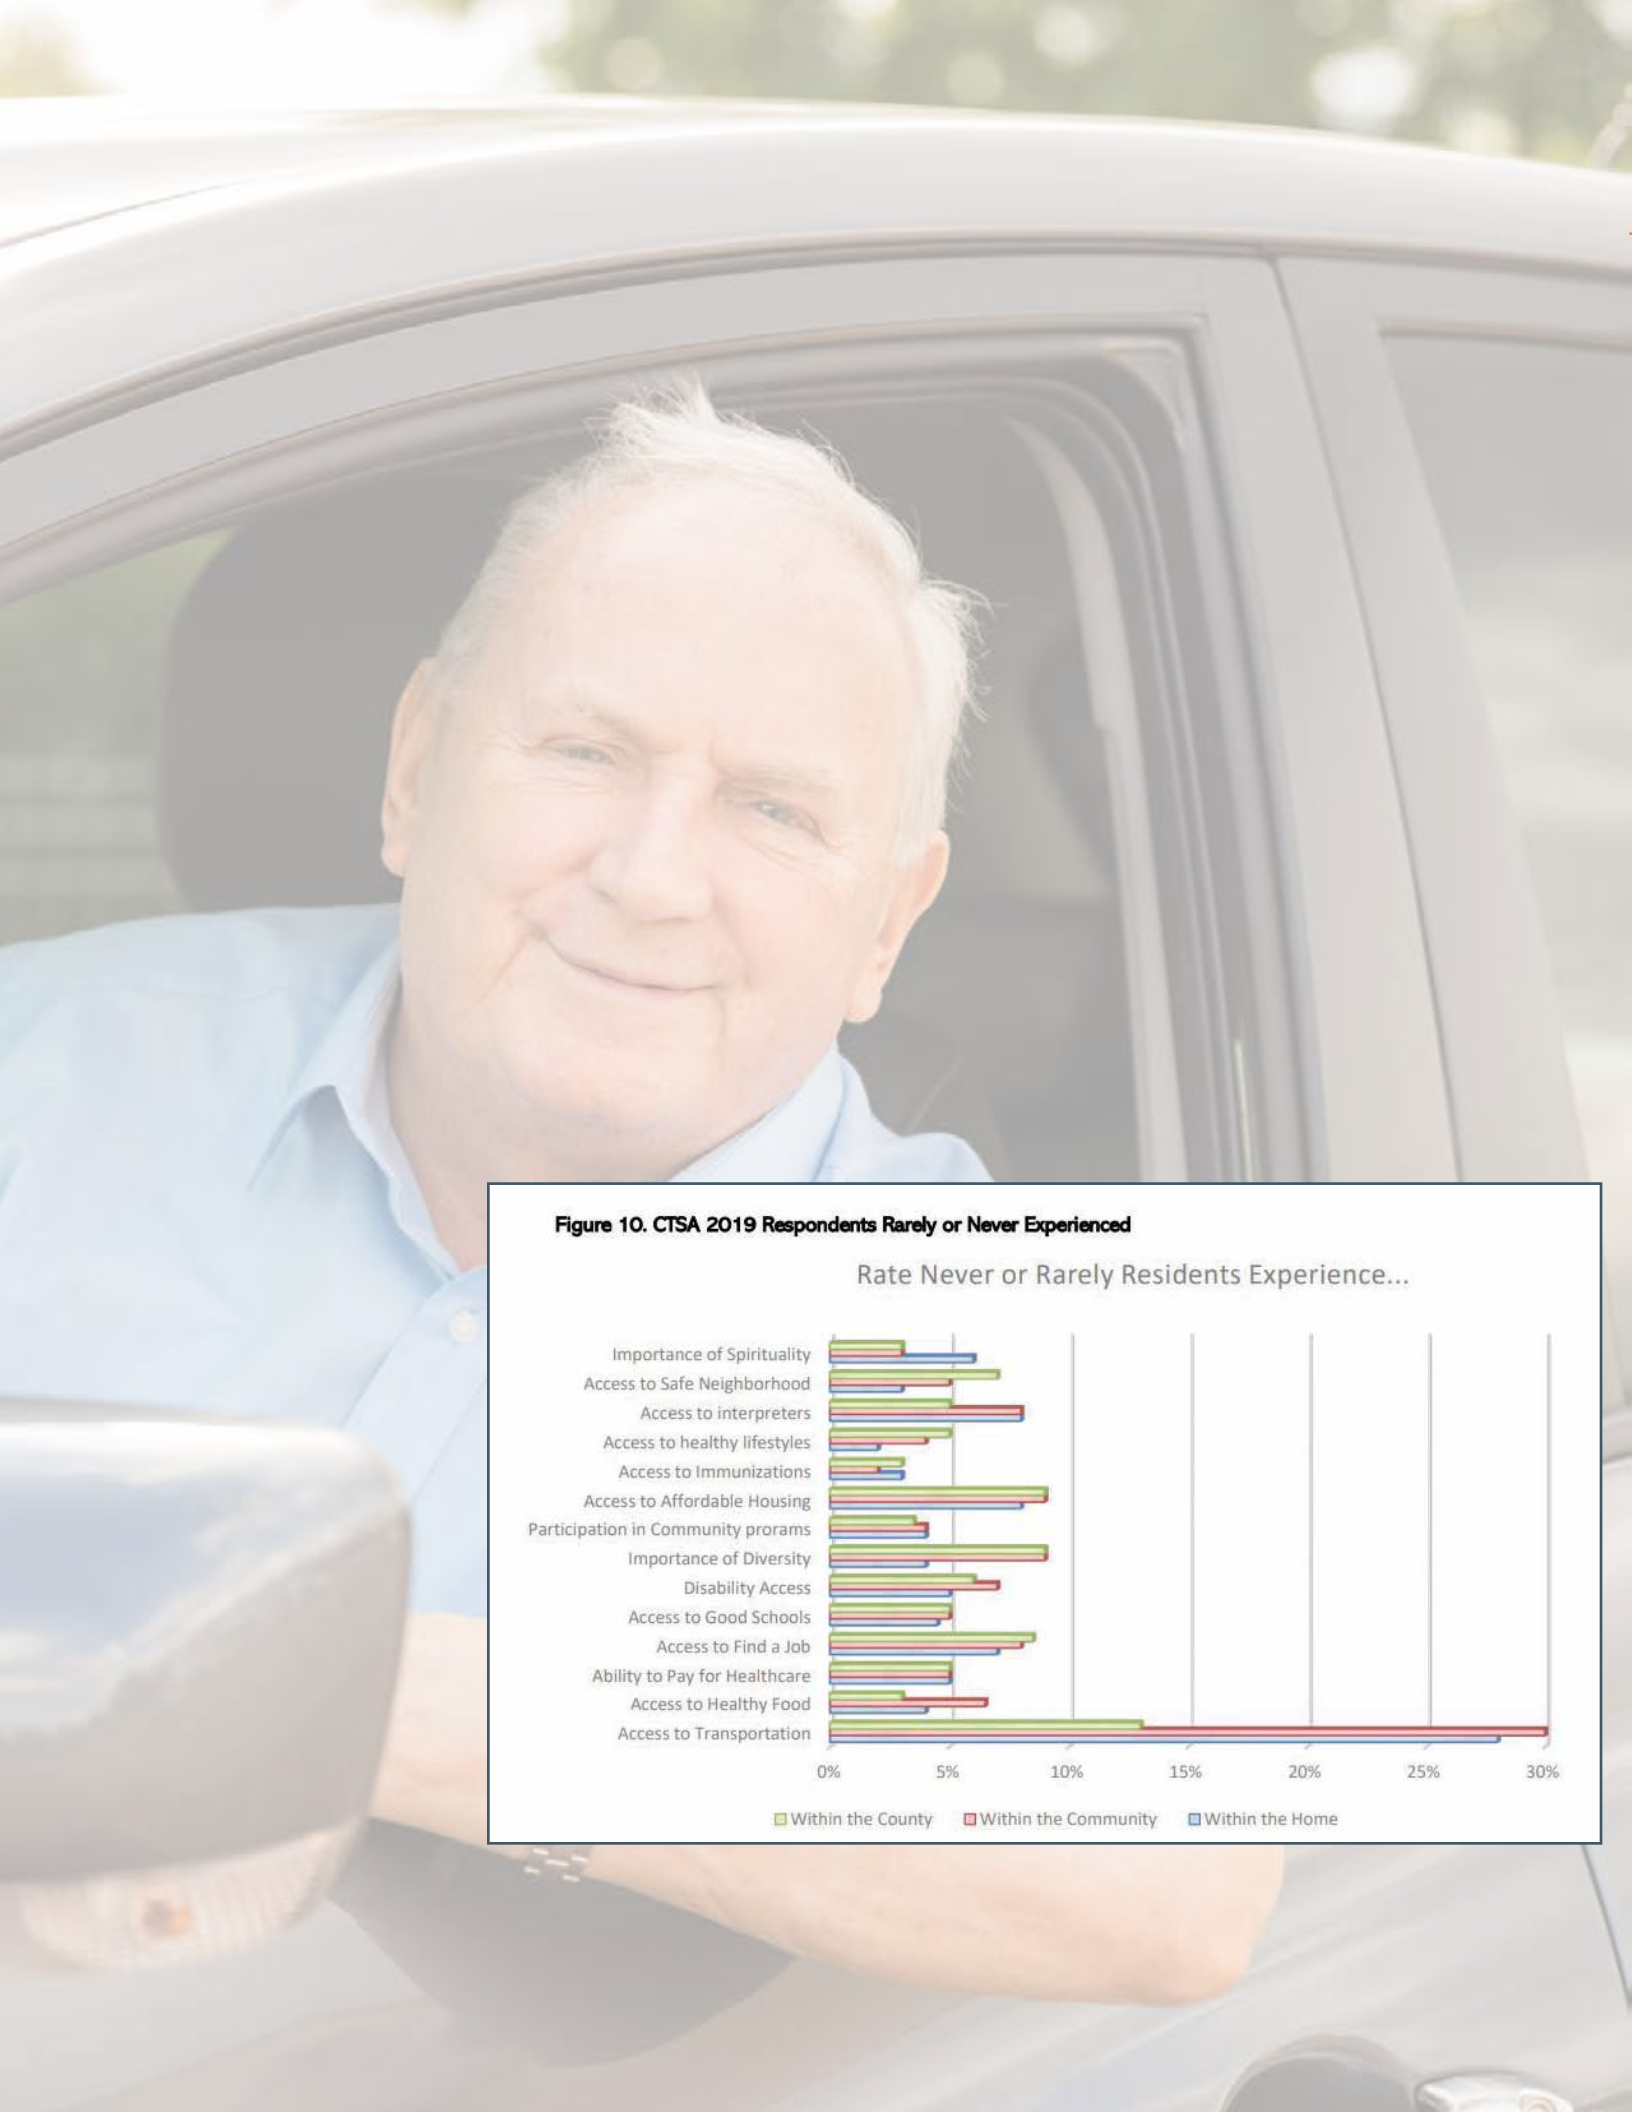 Figure 10. CTSA 2019 Respondents Rarely or Never Experienced
Rate Never or Rarely Residents Experience...
Importance of Spirituality
Access to Safe Neighborhood
Access to interpreters
Access to healthy lifestyles
Access to Immunizations
Access to Affordable Housing
Participation in Community prorams
Importance of Diversity
Disability Access
Access to Good Schools
Access to Find a Job
Ability to Pay for Healthcare
Access to Healthy Food
Access to Transportation
0% 5% 10% 15% 20% 25% 30%
Within the County Within the Community Within the Home